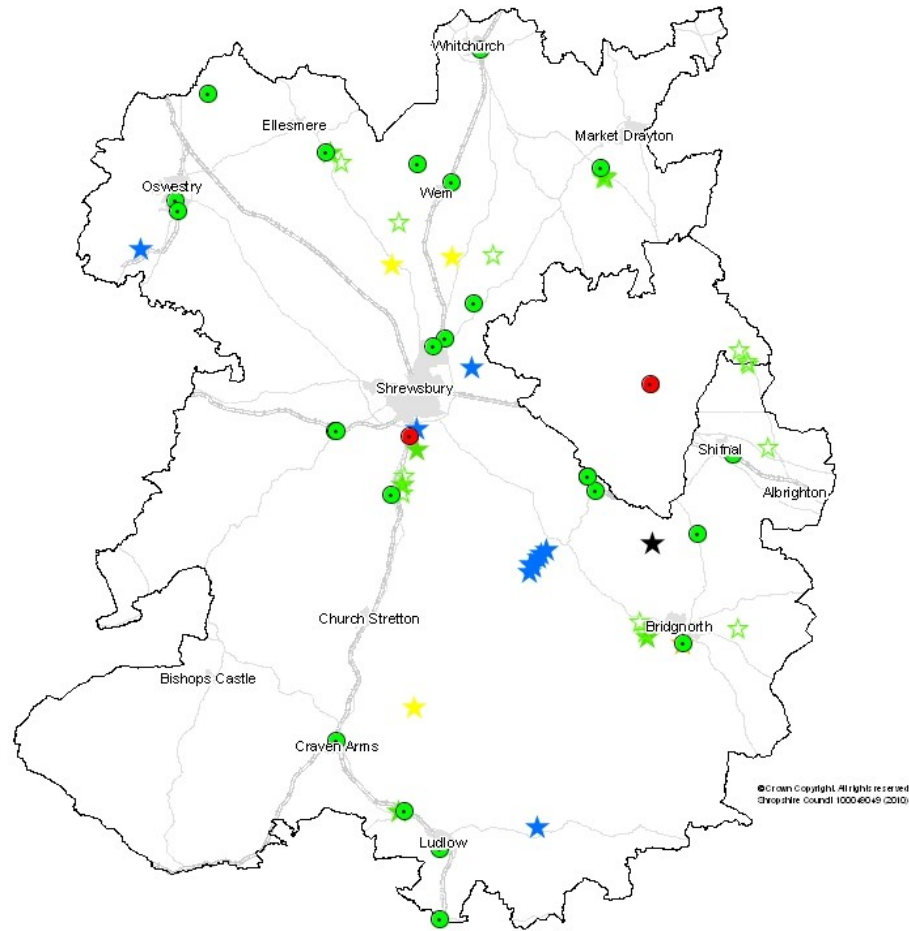 Whitchurch
Ellesmere
Market Drayton
Oswestry
Wem
Shrewsbury
Shifnal
Albrighton
Church Stretton
Bridgnorth
Bishops Castle
Craven Arms
©Crown Copyright. All rights reserved
Shropshire Council 100049049 (2010)
Ludlow